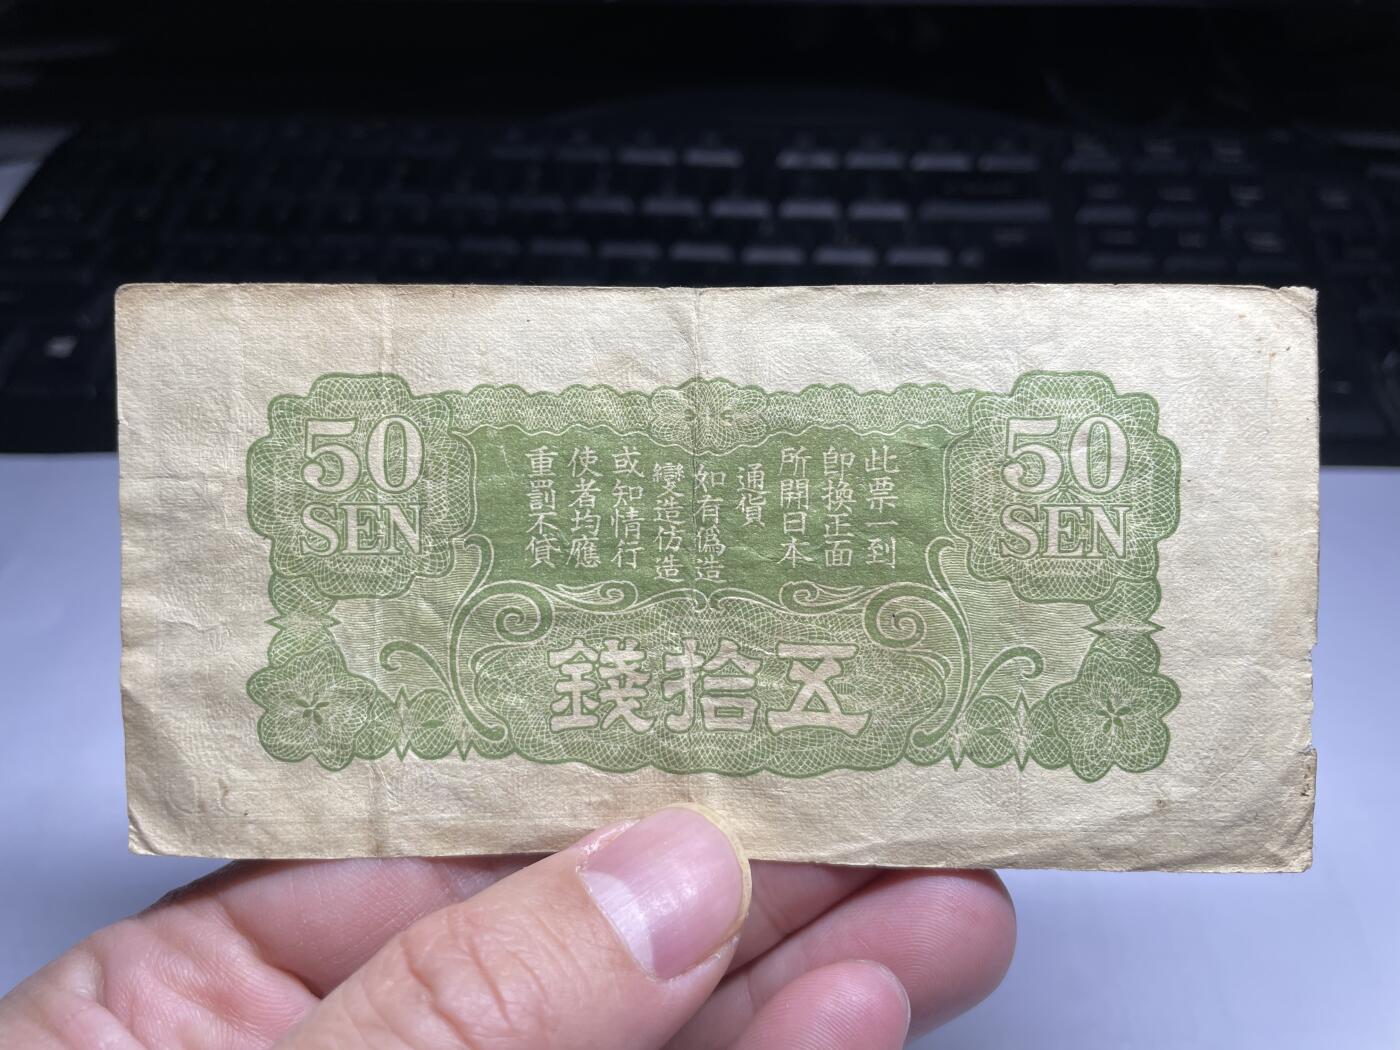 50
SEN
50
SEN
此票一到
即換正面
所開日本
通貨
如有偽造
變造仿造
或知情行
使者均應
重罰不貸
五拾錢